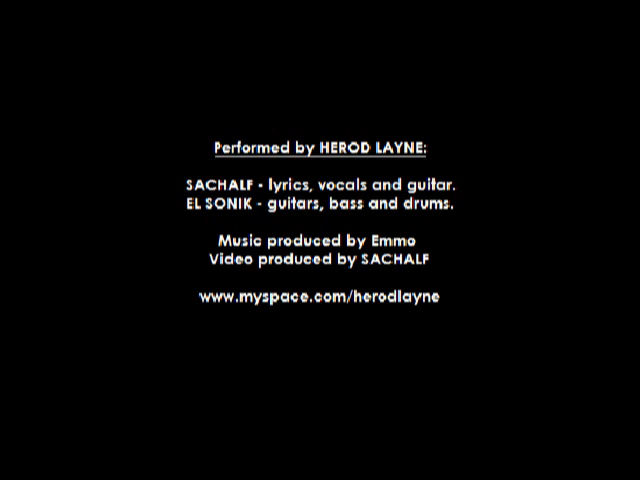 Performed by HEROD LAYNE:
SACHALF - lyrics, vocals and guitar.
EL SONIK - guitars, bass and drums.
Music produced by Emmo
Video produced by SACHALF
www.myspace.com/herodlayne